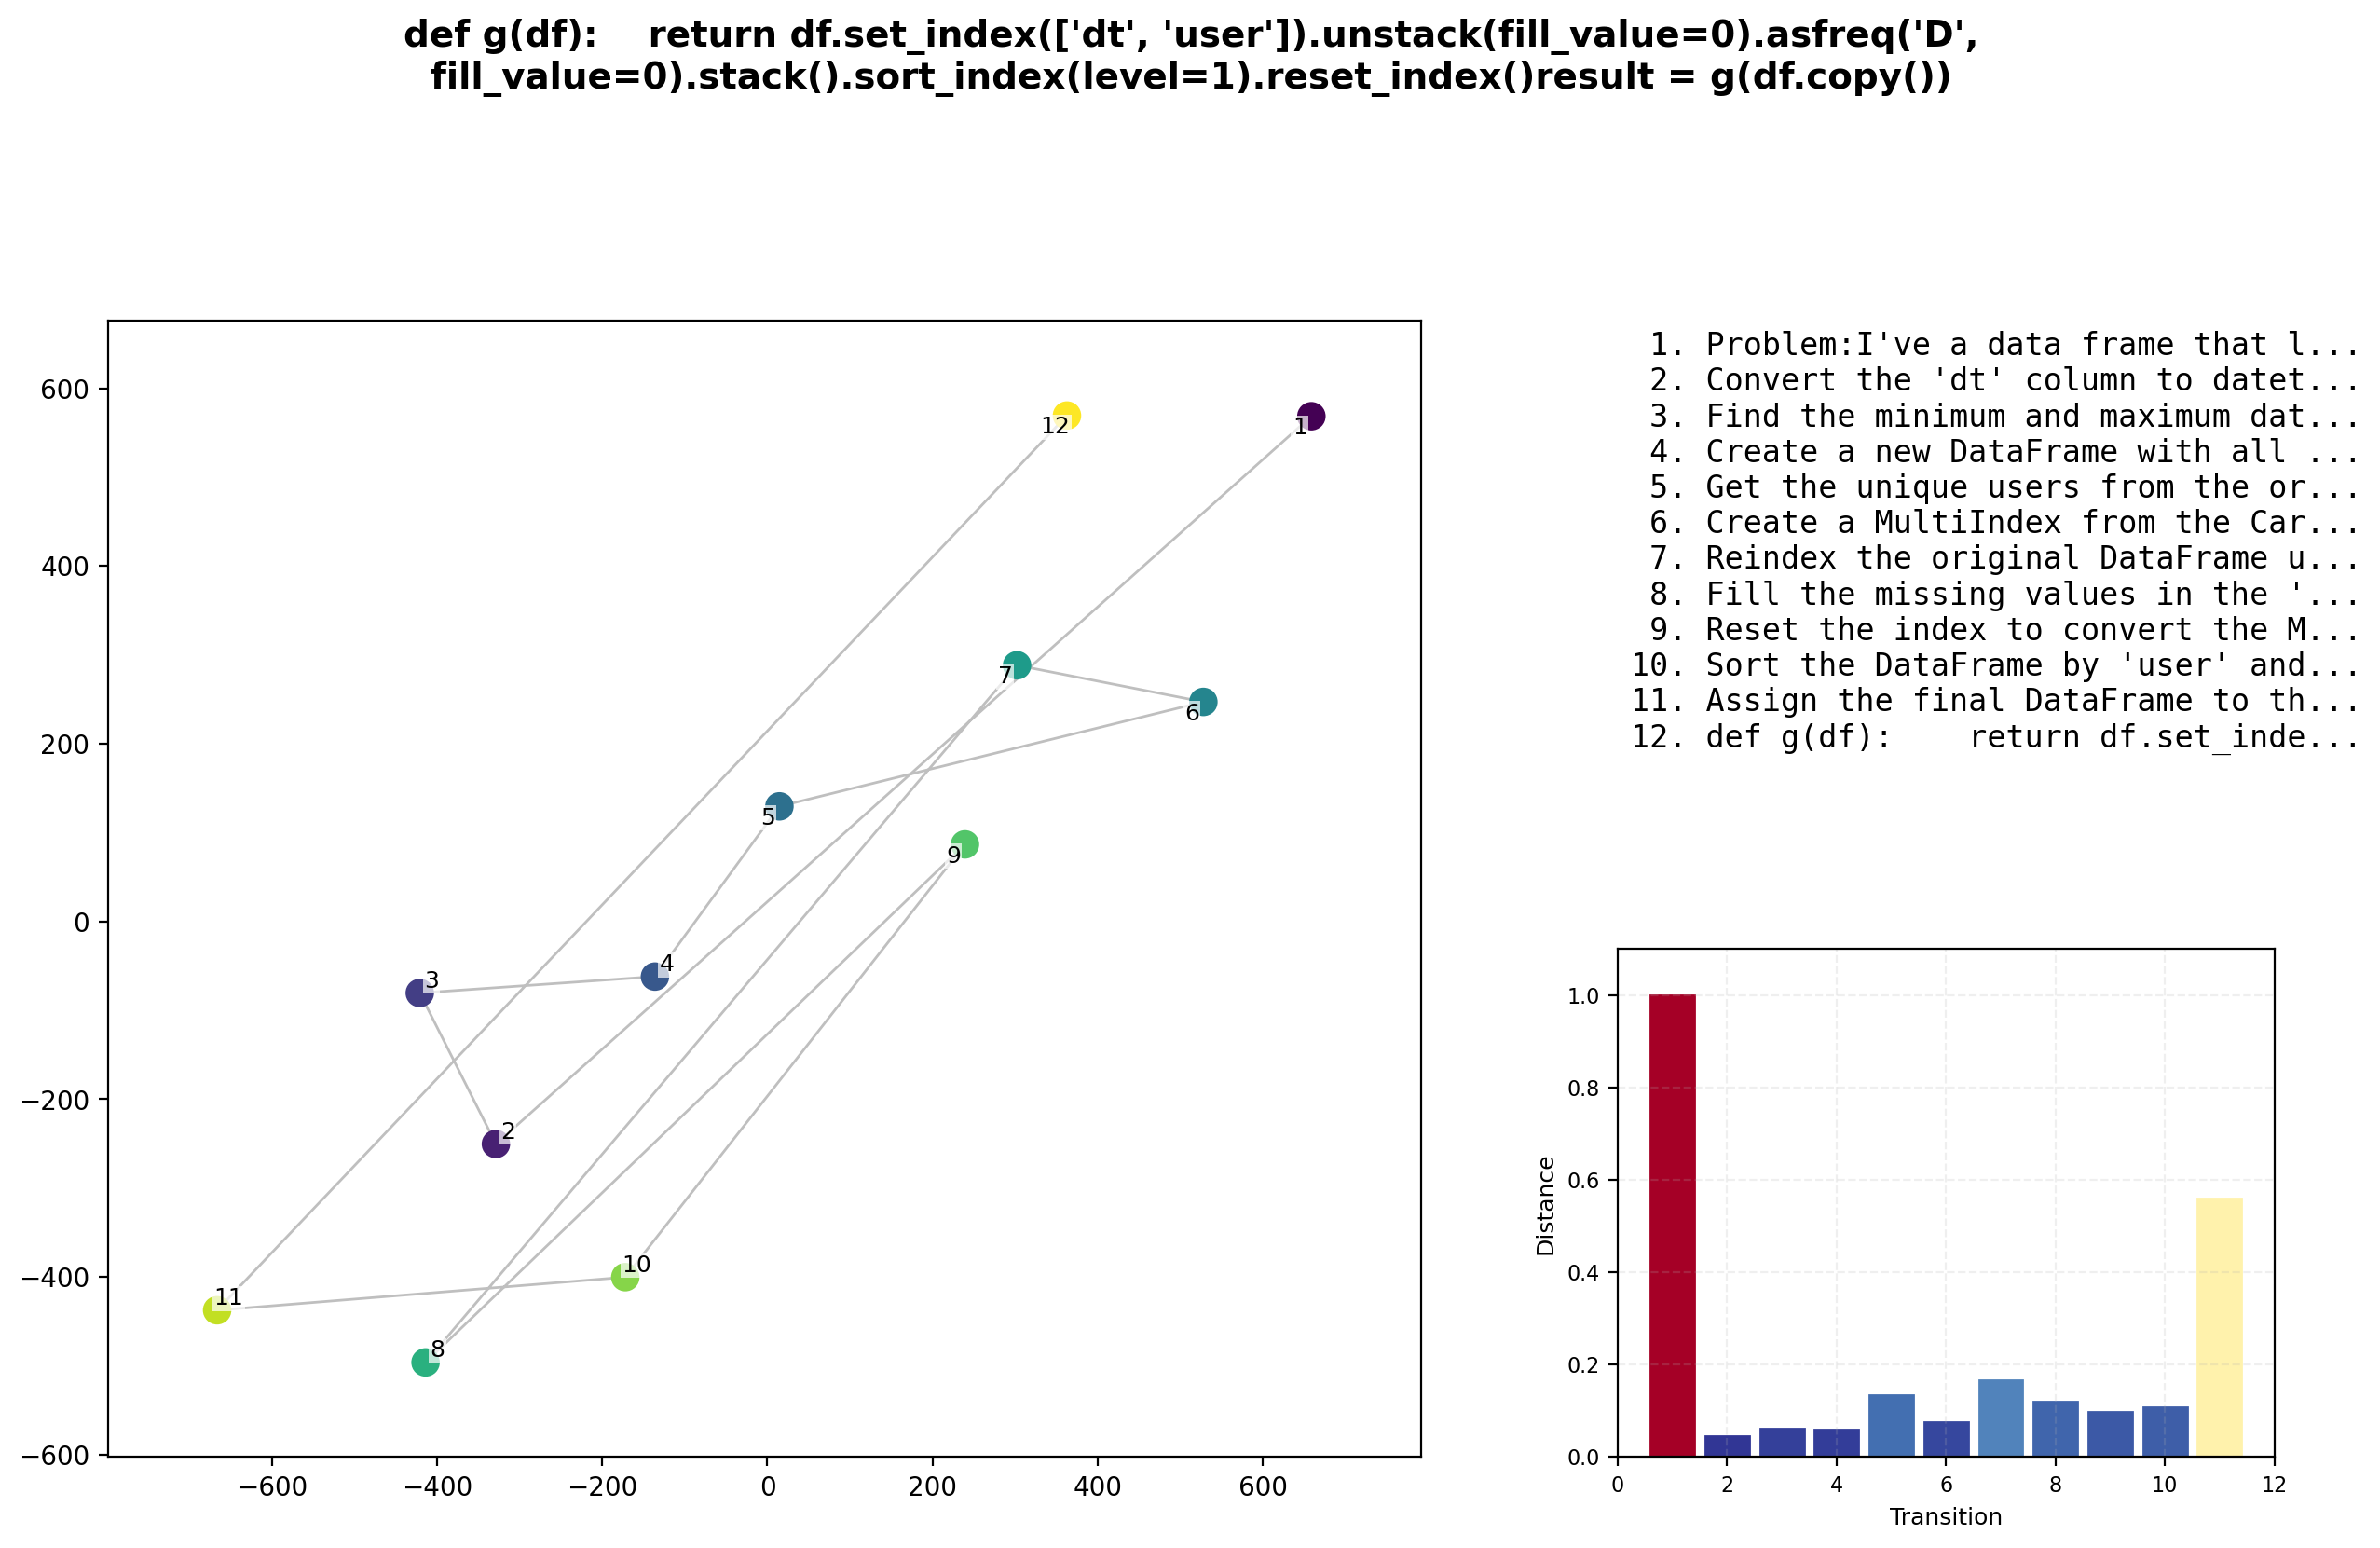 def g(df):    return df.set_index(['dt', 'user']).unstack(fill_value=0).asfreq('D',
fill_value=0).stack().sort_index(level=1).reset_index()result = g(df.copy())
600
400
200
0
−200
−400
−600
−600
−400
−200
0
200
400
600
1
2
3
4
5
6
7
8
9
10
11
12
1. Problem:I've a data frame that l...
2. Convert the 'dt' column to datet...
3. Find the minimum and maximum dat...
4. Create a new DataFrame with all ...
5. Get the unique users from the or...
6. Create a MultiIndex from the Car...
7. Reindex the original DataFrame u...
8. Fill the missing values in the '...
9. Reset the index to convert the M...
10. Sort the DataFrame by 'user' and...
11. Assign the final DataFrame to th...
12. def g(df):    return df.set_inde...
Distance
1.0
0.8
0.6
0.4
0.2
0.0
0
2
4
6
8
10
12
Transition